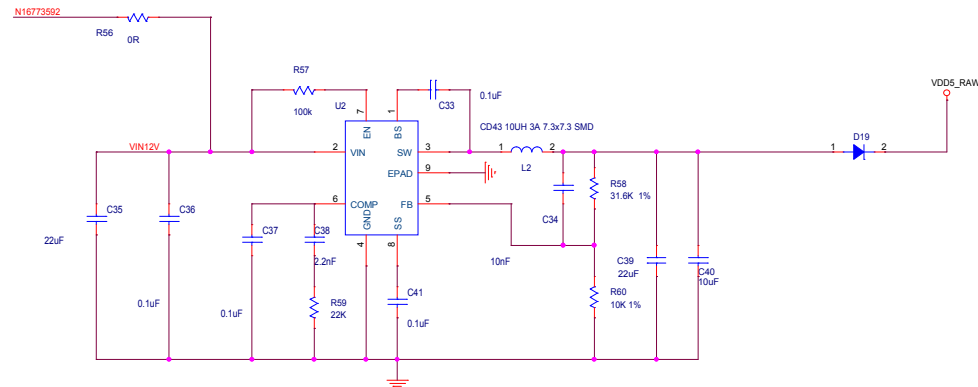 N16773592
R56
0R
VDD5_RAW
R57
100k
U2
7
EN
1
BS
C33
0.1uF
CD43 10UH 3A 7.3x7.3 SMD
D19
1
2
VIN12V
2
VIN
SW
3
1
2
L2
EPAD
9
R58
31.6K 1%
C34
6
COMP
FB
5
GND
SS
4
8
C35
22uF
C36
0.1uF
C37
0.1uF
C38
2.2nF
10nF
C39
22uF
C40
10uF
R59
22K
C41
0.1uF
R60
10K 1%